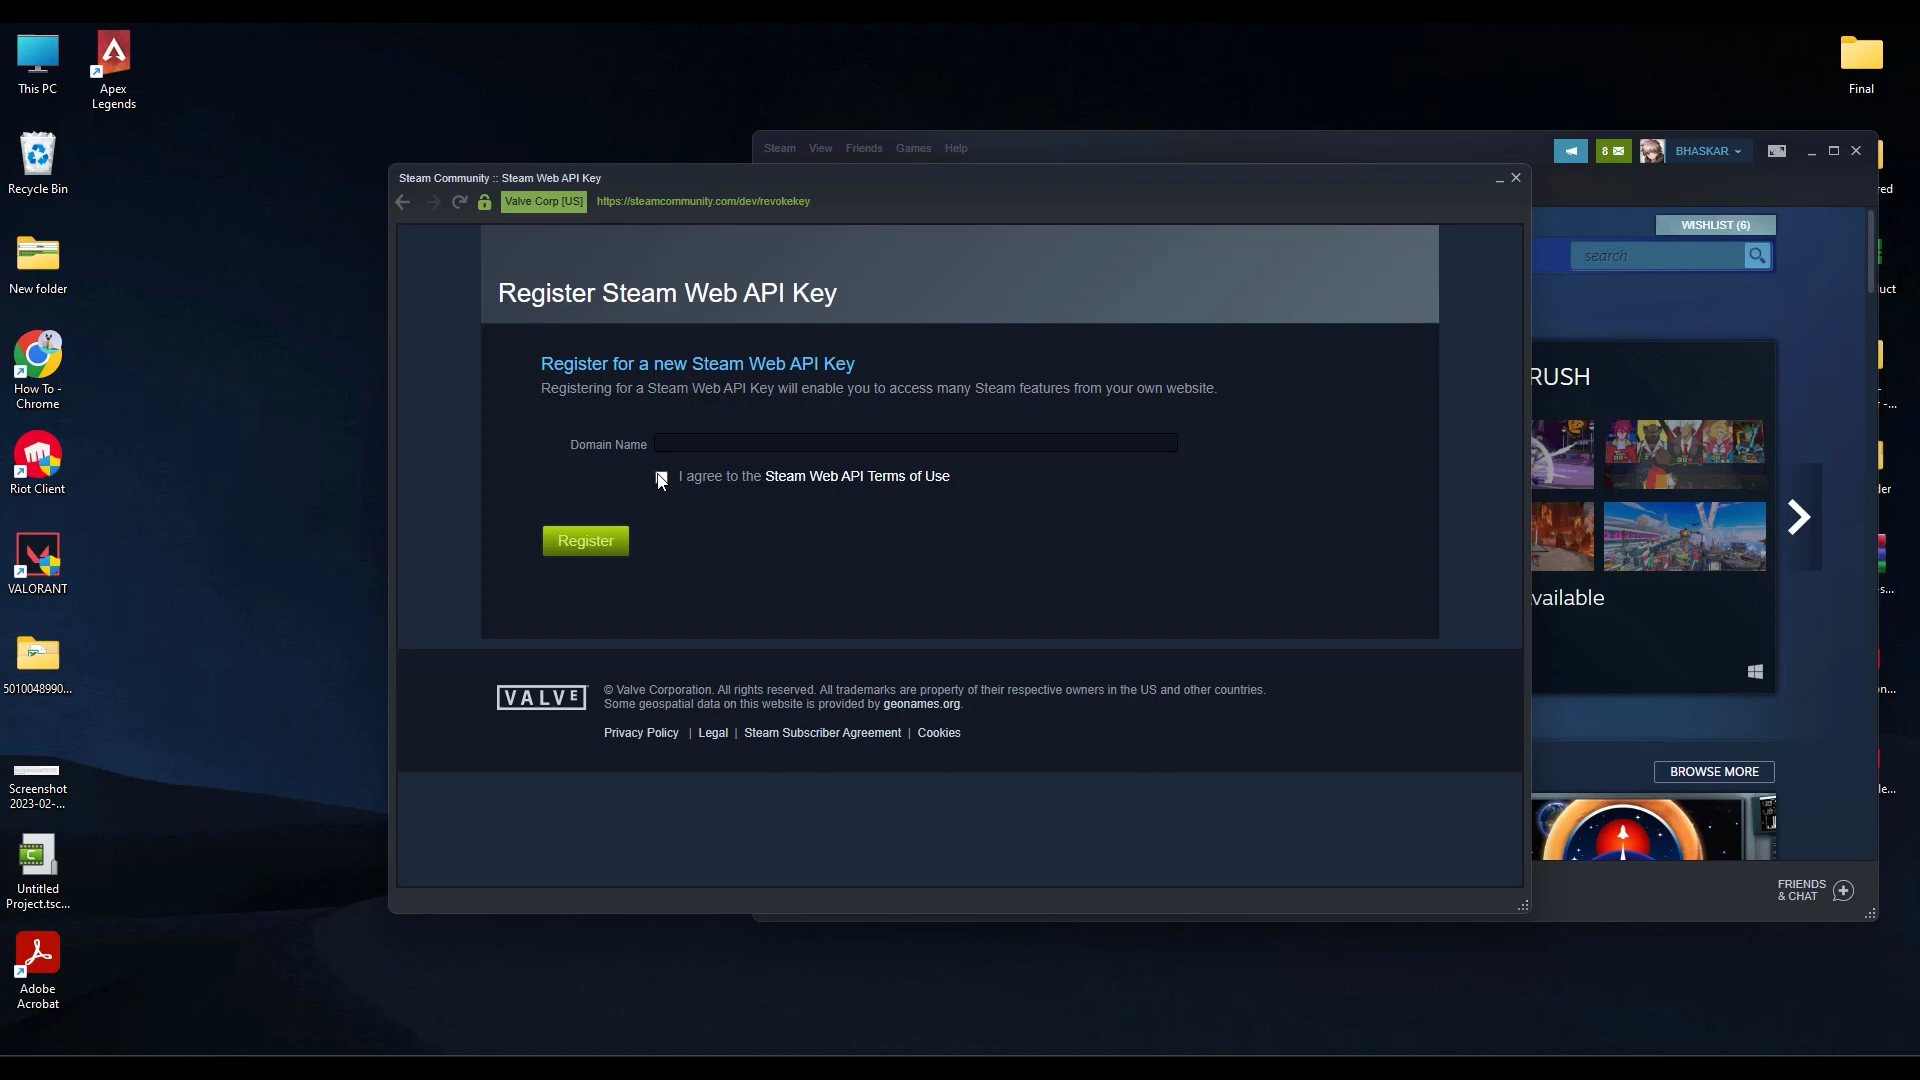 This PC
Apex
Legends
Recycle Bin
New folder
How To -
Chrome
Riot Client
VALORANT
5010048990...
Screenshot
2023-02-...
Untitled
Project.tsc...
Adobe
Acrobat
Final
Steam View Friends Games Help
8
BHASKAR
Steam Community :: Steam Web API Key
Valve Corp [US] https://steamcommunity.com/dev/revokekey
Register Steam Web API Key
Register for a new Steam Web API Key
Registering for a Steam Web API Key will enable you to access many Steam features from your own website.
Domain Name
I agree to the Steam Web API Terms of Use
Register
VALVE
© Valve Corporation. All rights reserved. All trademarks are property of their respective owners in the US and other countries.
Some geospatial data on this website is provided by geonames.org.
Privacy Policy | Legal | Steam Subscriber Agreement | Cookies
WISHLIST (6)
search
RUSH
vailable
BROWSE MORE
FRIENDS
& CHAT
red
uct
der